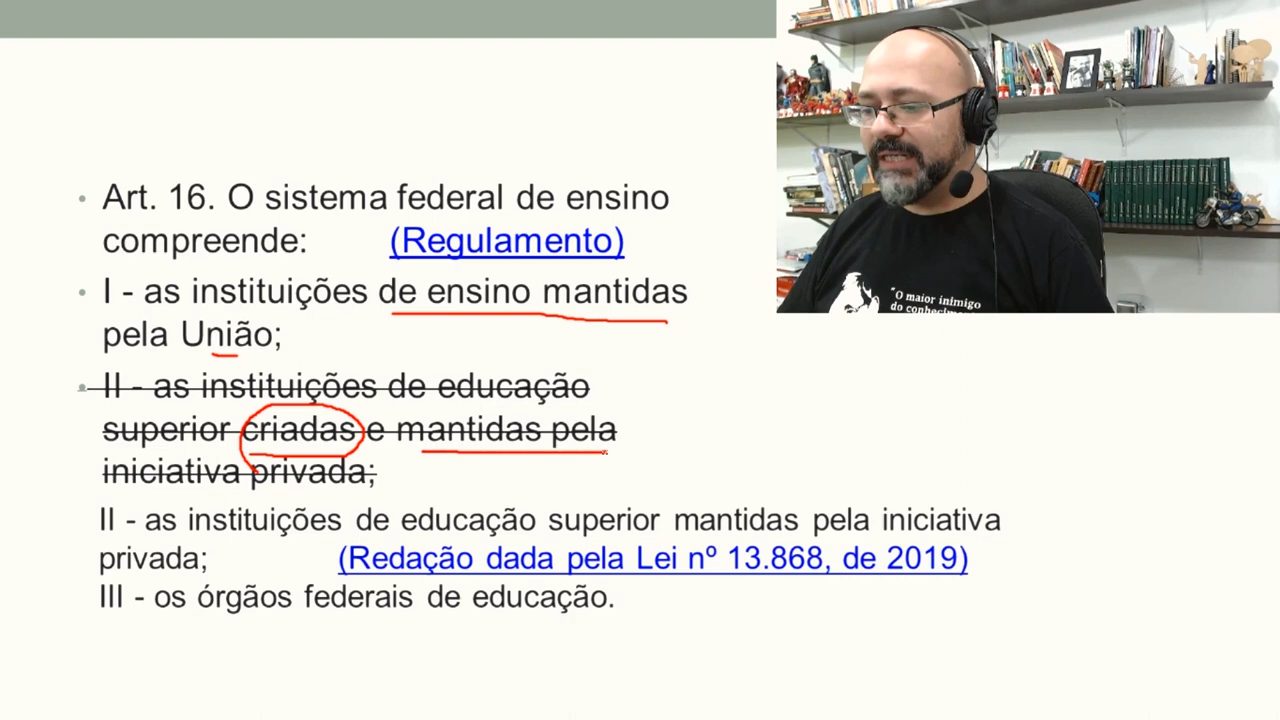 Art. 16. O sistema federal de ensino
compreende: (Regulamento)
I - as instituições de ensino mantidas
pela União;
II - as instituições de educação
superior criadas e mantidas pela
iniciativa privada;
II - as instituições de educação superior mantidas pela iniciativa
privada; (Redação dada pela Lei nº 13.868, de 2019)
III - os órgãos federais de educação.
"O maior inimigo
do